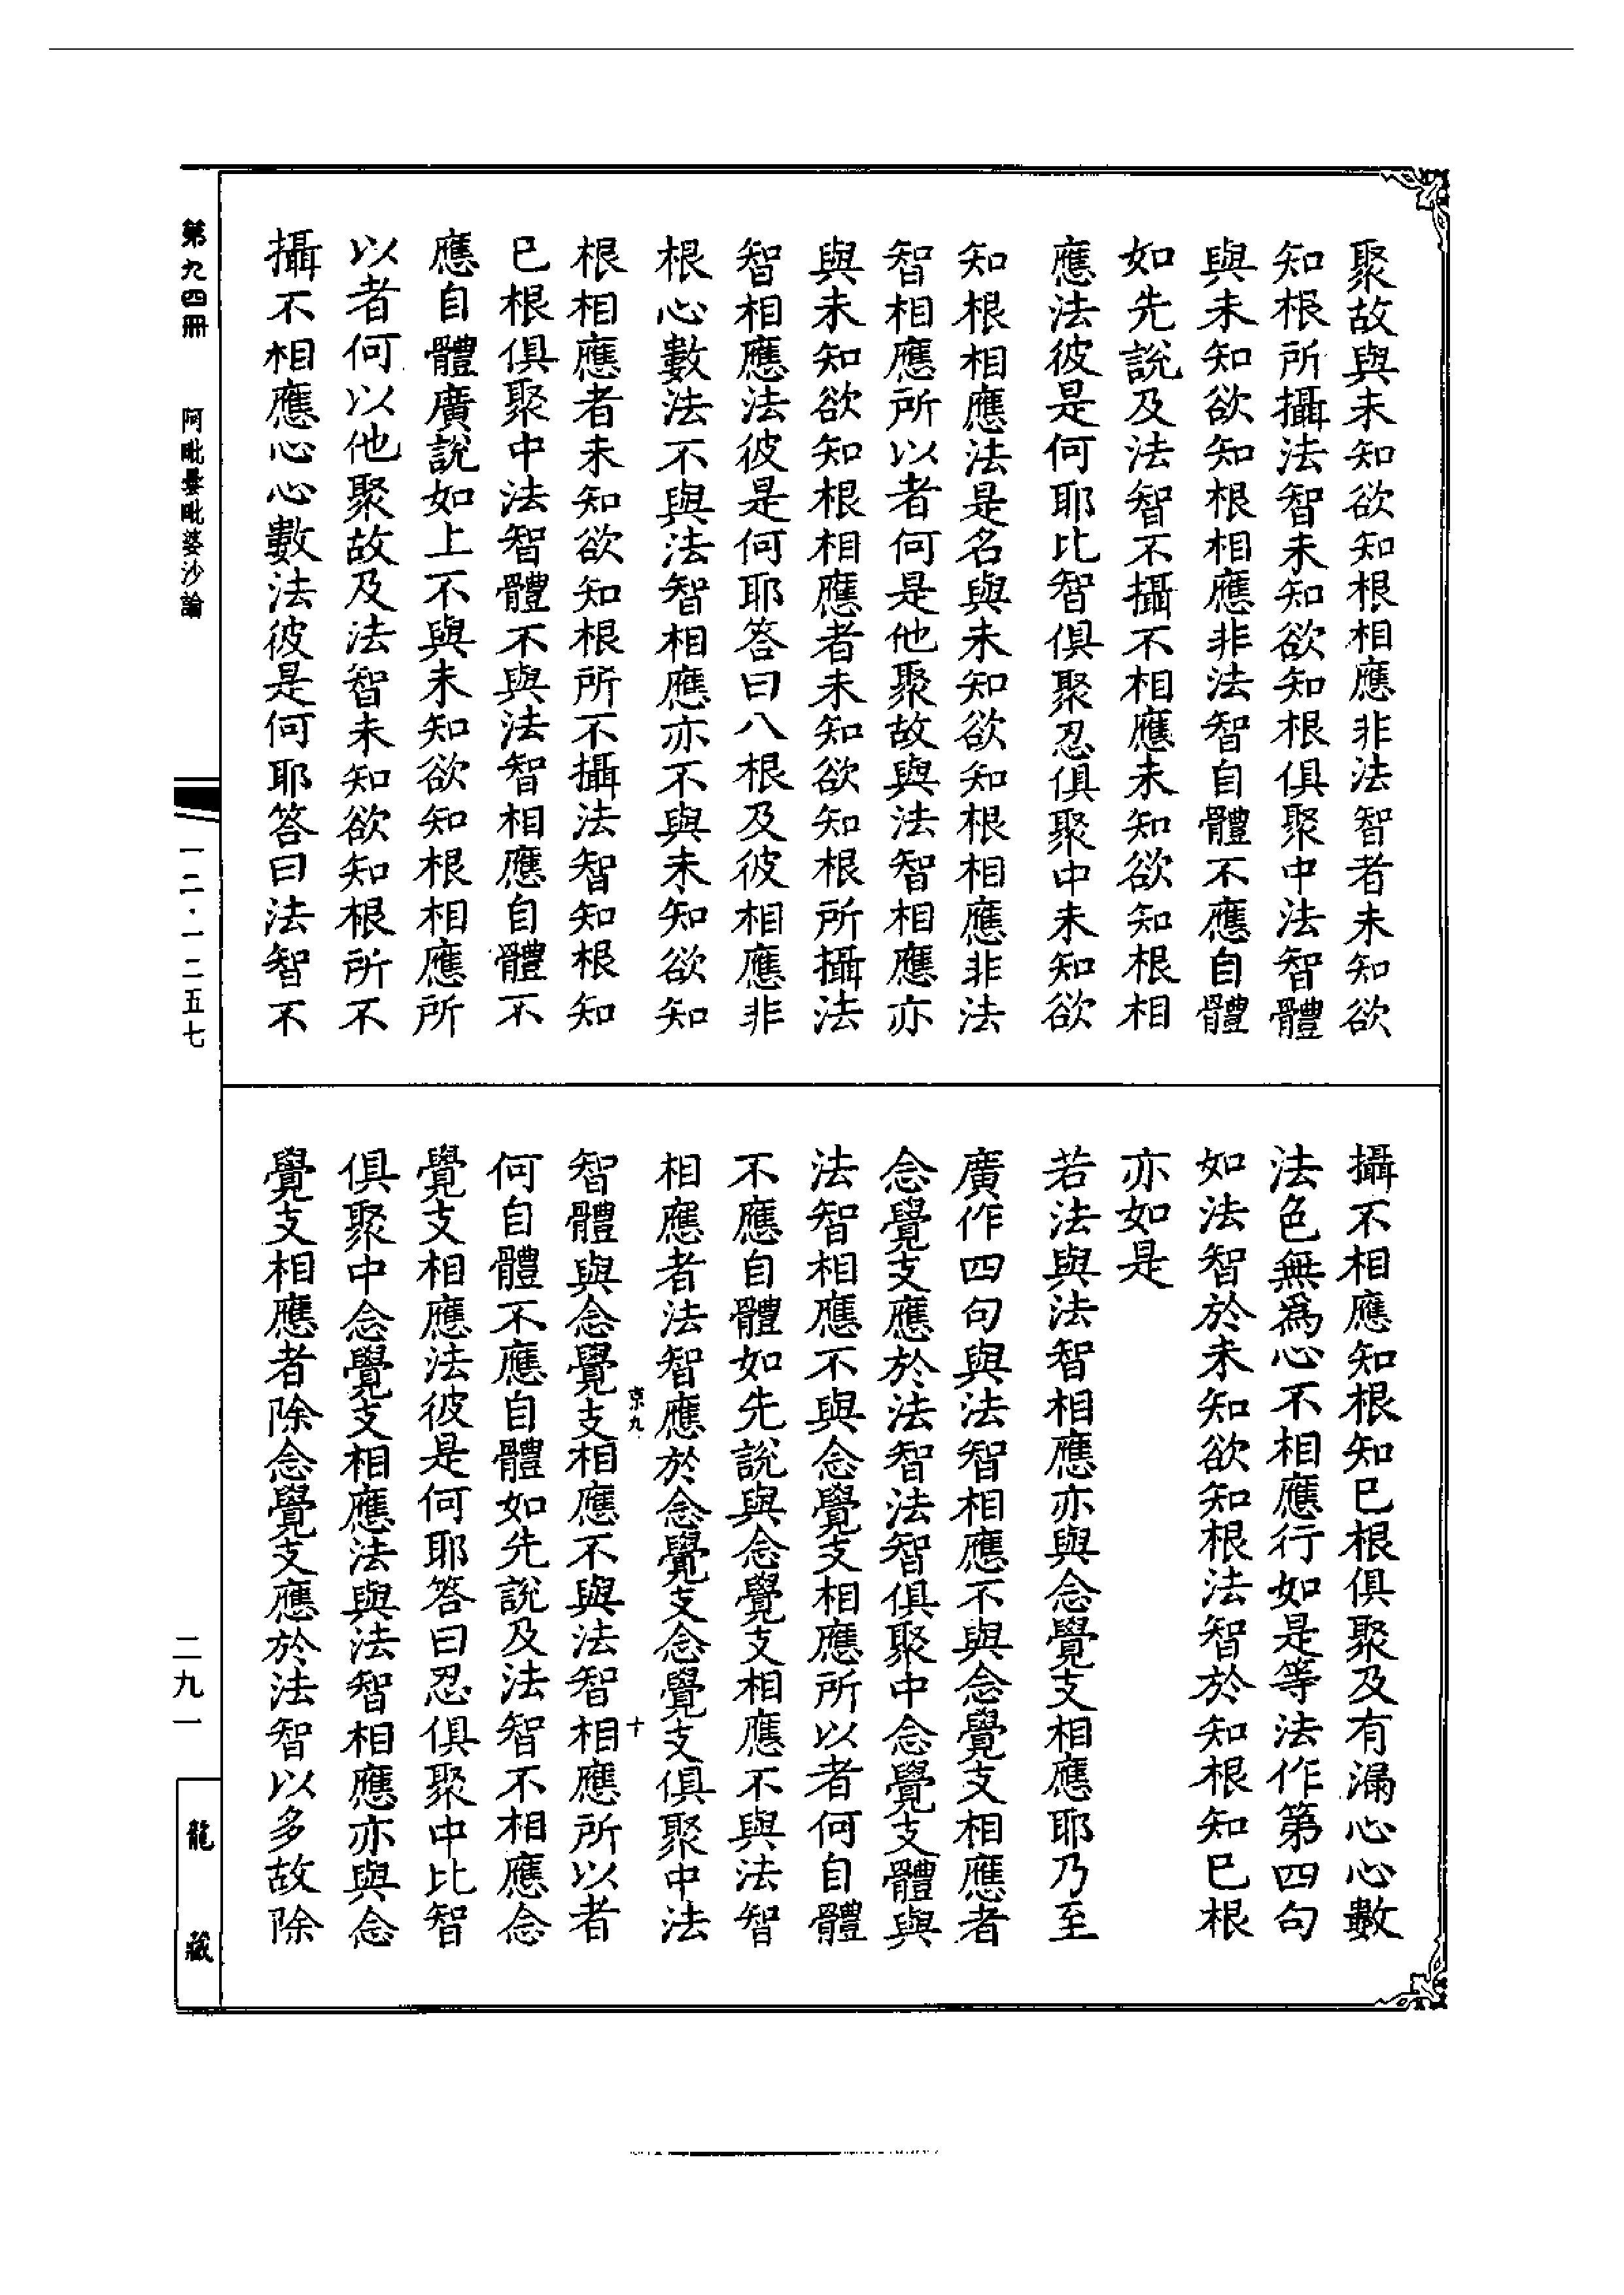 聚故與未知欲知根相應非法智者未知欲
知根所攝法智未知欲知根俱聚中法智體
與未知欲知根相應非法智自體不應自體
如先說及法智不攝不相應未知欲知根相
應法彼是何耶比智俱聚忍俱聚中未知欲
知根相應法是名與未知欲知根相應非法
智相應所以者何是他聚故與法智相應亦
與未知欲知根相應者未知欲知根所攝法
智相應法彼是何耶答曰八根及彼相應非
根心數法不與法智相應亦不與未知欲知
根相應者未知欲知根所不攝法智知根知
已根俱聚中法智體不與法智相應自體不
應自體廣說如上不與未知欲知根相應所
以者何以他聚故及法智未知欲知根所不
攝不相應心心數法彼是何耶答曰法智不
攝不相應知根知已根俱聚及有漏心心數
法色無為心不相應行如是等法作第四句
如法智於未知欲知根法智於知根知已根
亦如是
若法與法智相應亦與念覺支相應耶乃至
廣作四句與法智相應不與念覺支相應者
念覺支應於法智法智俱聚中念覺支體與
法智相應不與念覺支相應所以者何自體
不應自體如先說與念覺支相應不與法智
相應者法智應於念覺支念覺支俱聚中法
京九
十
智體與念覺支相應不與法智相應所以者
何自體不應自體如先說及法智不相應念
覺支相應法彼是何耶答曰忍俱聚中比智
俱聚中念覺支相應法與法智相應亦與念
覺支相應者除念覺支應於法智以多故除
第九四冊
阿毗曇毗婆沙論
一二·一二五七
二九一
龍藏